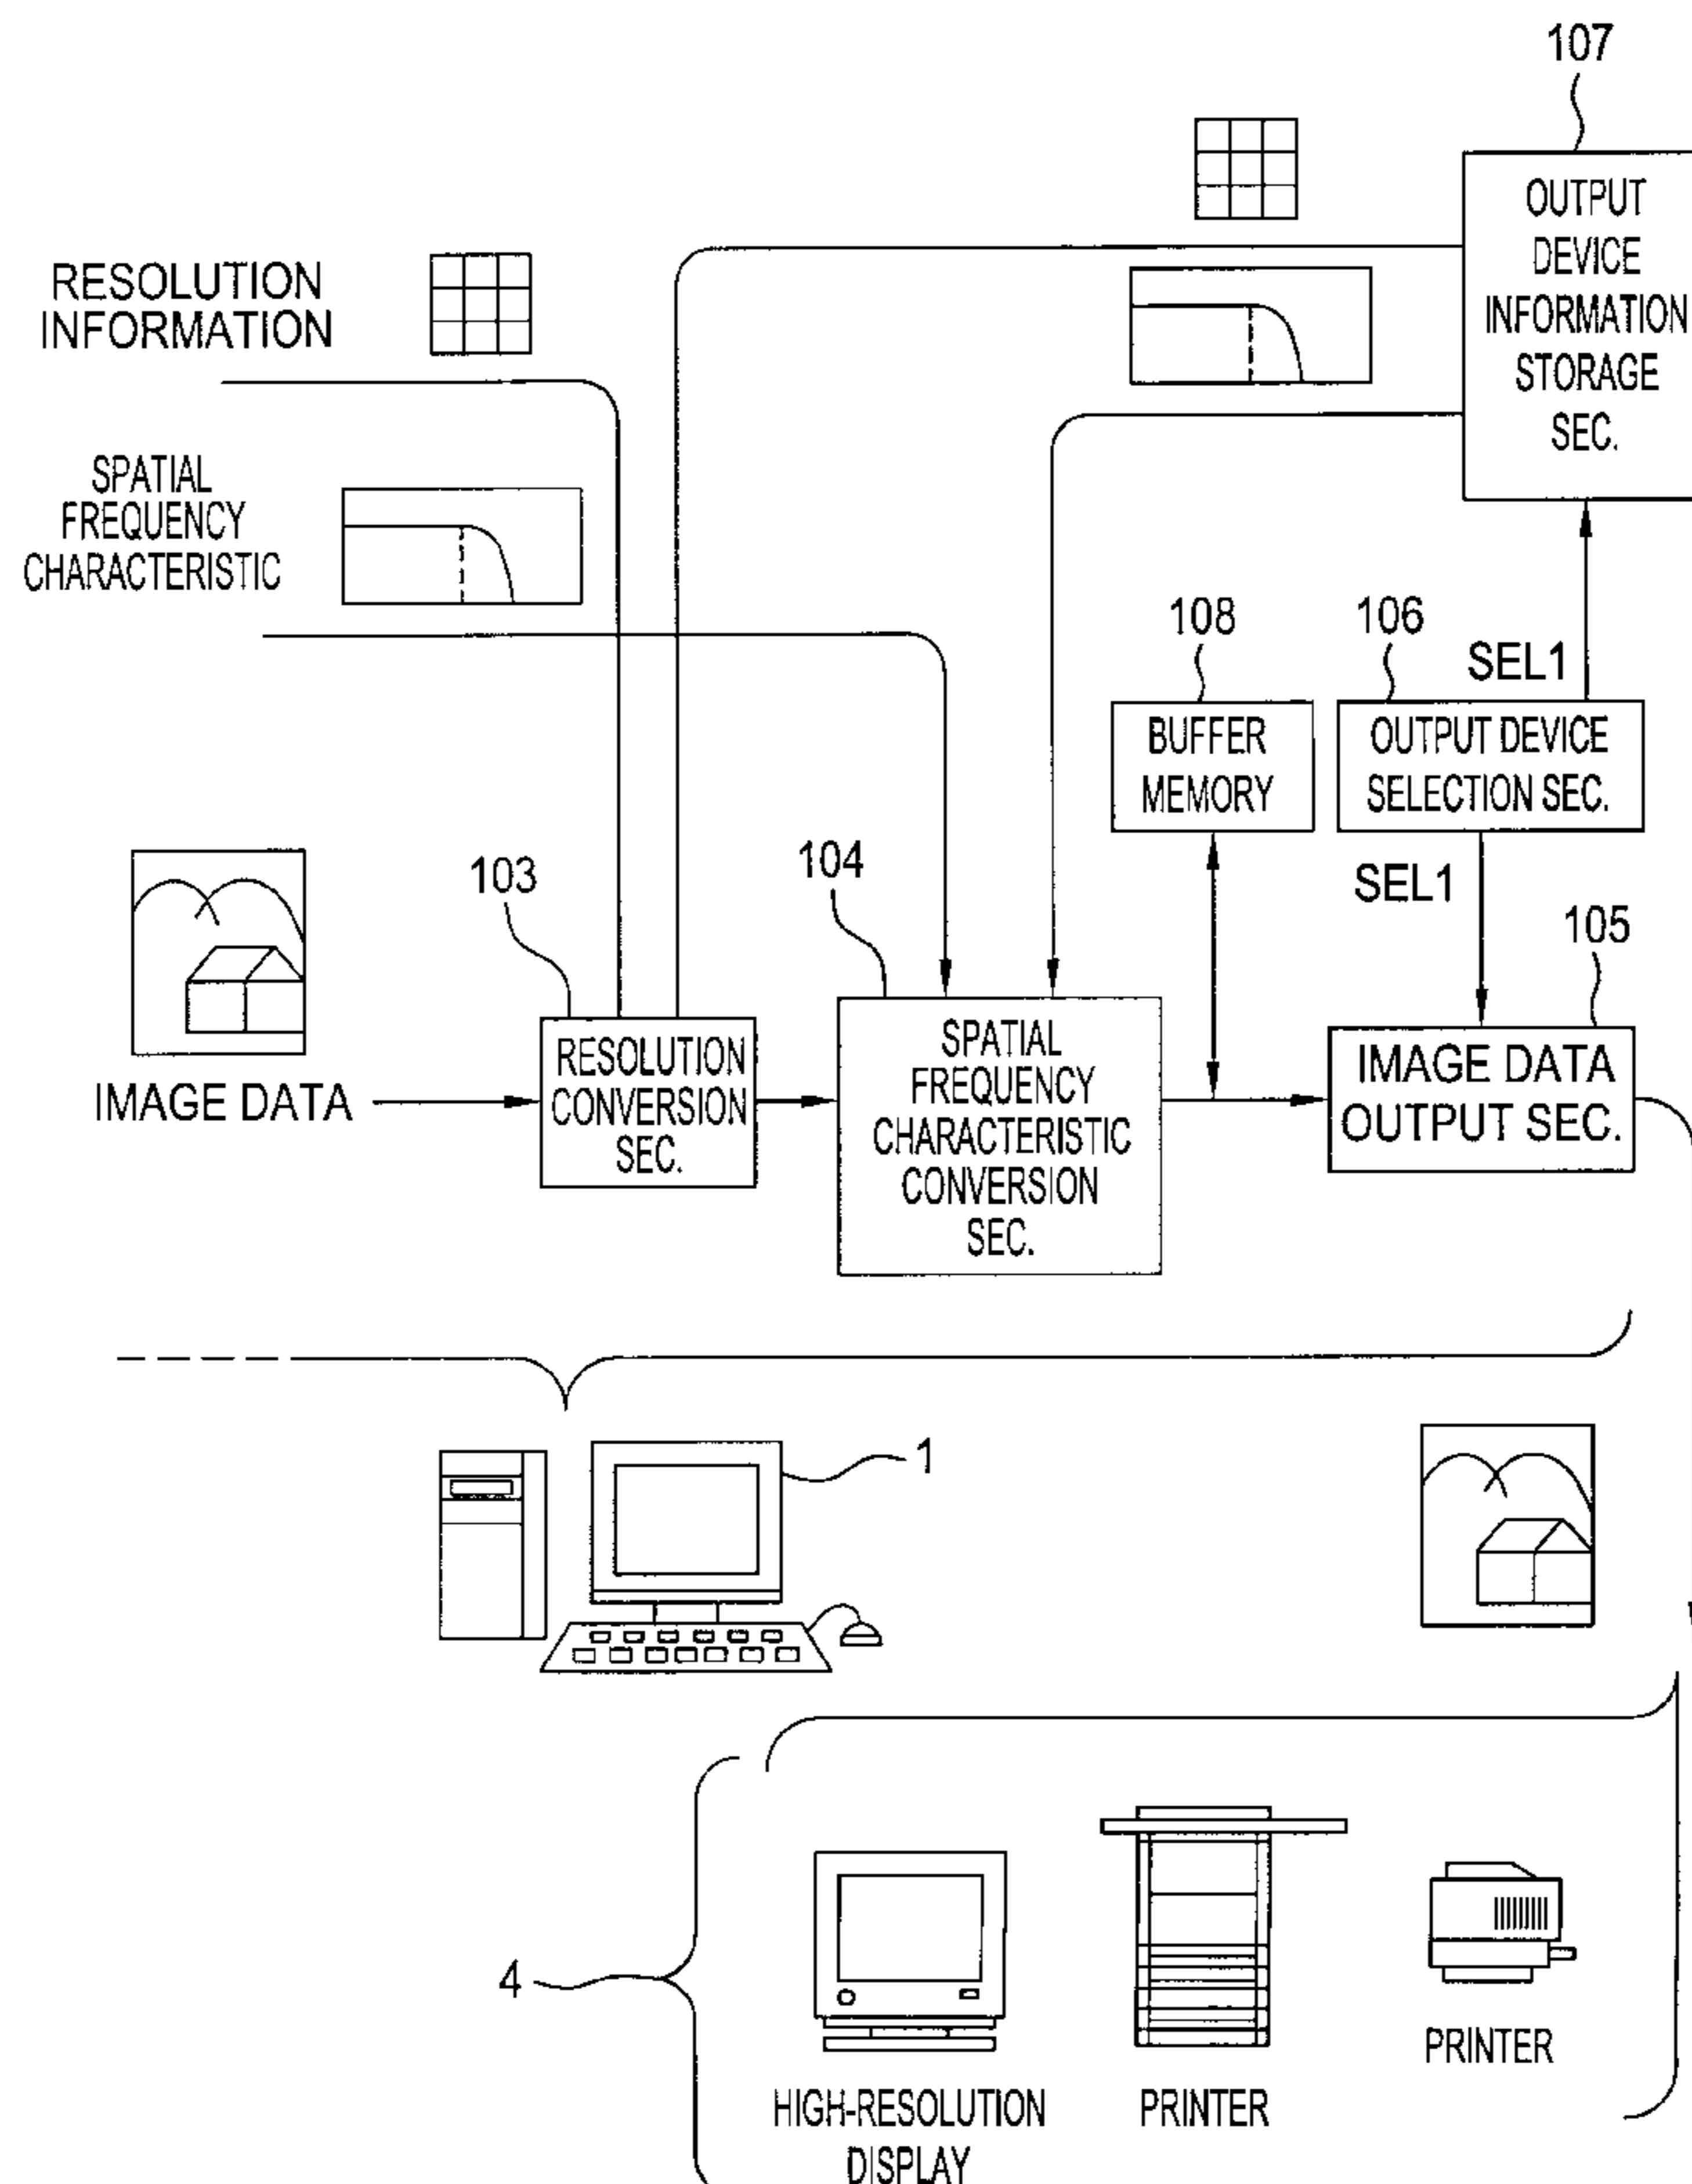 107
OUTPUT
DEVICE
INFORMATION
STORAGE
SEC.
RESOLUTION
INFORMATION
SPATIAL
FREQUENCY
CHARACTERISTIC
108
106
SEL1
BUFFER
MEMORY
OUTPUT DEVICE
SELECTION SEC.
103
104
SEL1
105
IMAGE DATA
RESOLUTION
CONVERSION
SEC.
SPATIAL
FREQUENCY
CHARACTERISTIC
CONVERSION
SEC.
IMAGE DATA
OUTPUT SEC.
1
4
HIGH-RESOLUTION
DISPLAY
PRINTER
PRINTER